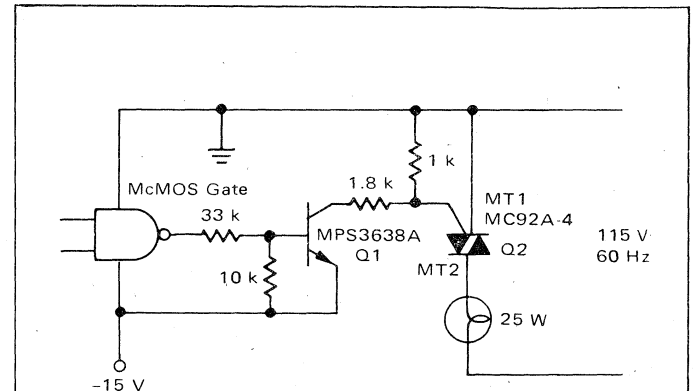 McMOS Gate
33 k
10 k
-15 V
1.8 k
1 k
MPS3638A
Q1
MT1
MC92A-4
Q2
MT2
25 W
115 V
60 Hz